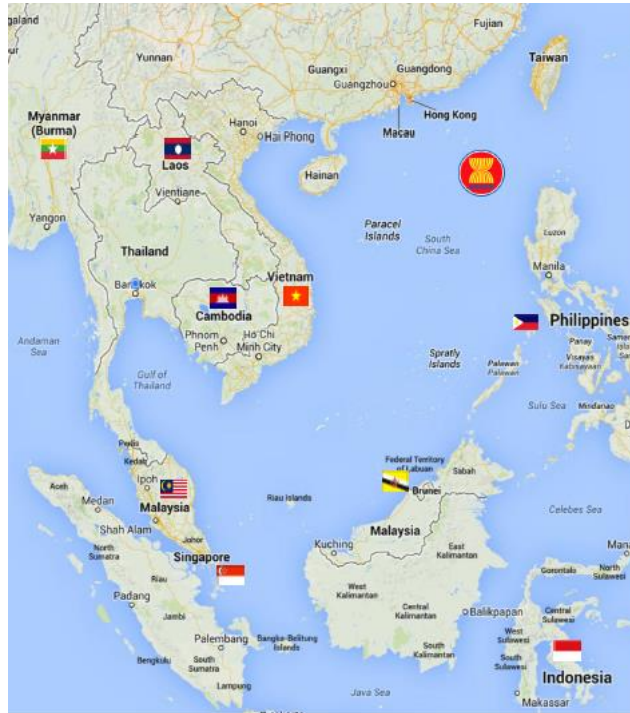 Fujian
Yunnan
Taiwan
Guangxi
Guangdong
Guangzhou
Myanmar
(Burma)
Hong Kong
Macau
Hanoi
Hai Phong
Laos
Hainan
Vientiane
Yangon
Paracel
Islands
South
China Sea
Luzon
Thailand
Manila
Vietnam
Bangkok
Cambodia
Philippines
Andaman
Sea
Phnom
Penh
Ho Chi
Minh City
Panay
Visayas
Kabisayaan
Spratly
Islands
Palawan
Palawan
Gulf of
Thailand
Sulu Sea
Mindanao
Perlis
Kedah
Federal Territory
of Labuan
Sabah
Aceh
Ipoh
Brunei
Medan
Malaysia
Riau Islands
Celebes Sea
Shah Alam
Johor
Malaysia
North
Sumatra
Singapore
Kuching
East
Kalimantan
Gorontalo
North
Sulawesi
Riau
West
Kalimantan
Padang
Jambi
Central
Kalimantan
Balikpapan
Central
Sulawesi
Palembang
Bangka-Belitung
Islands
West
Sulawesi
South
Kalimantan
South
Sulawesi
Bengkulu
South
Sumatra
Indonesia
Lampung
Java Sea
Makassar